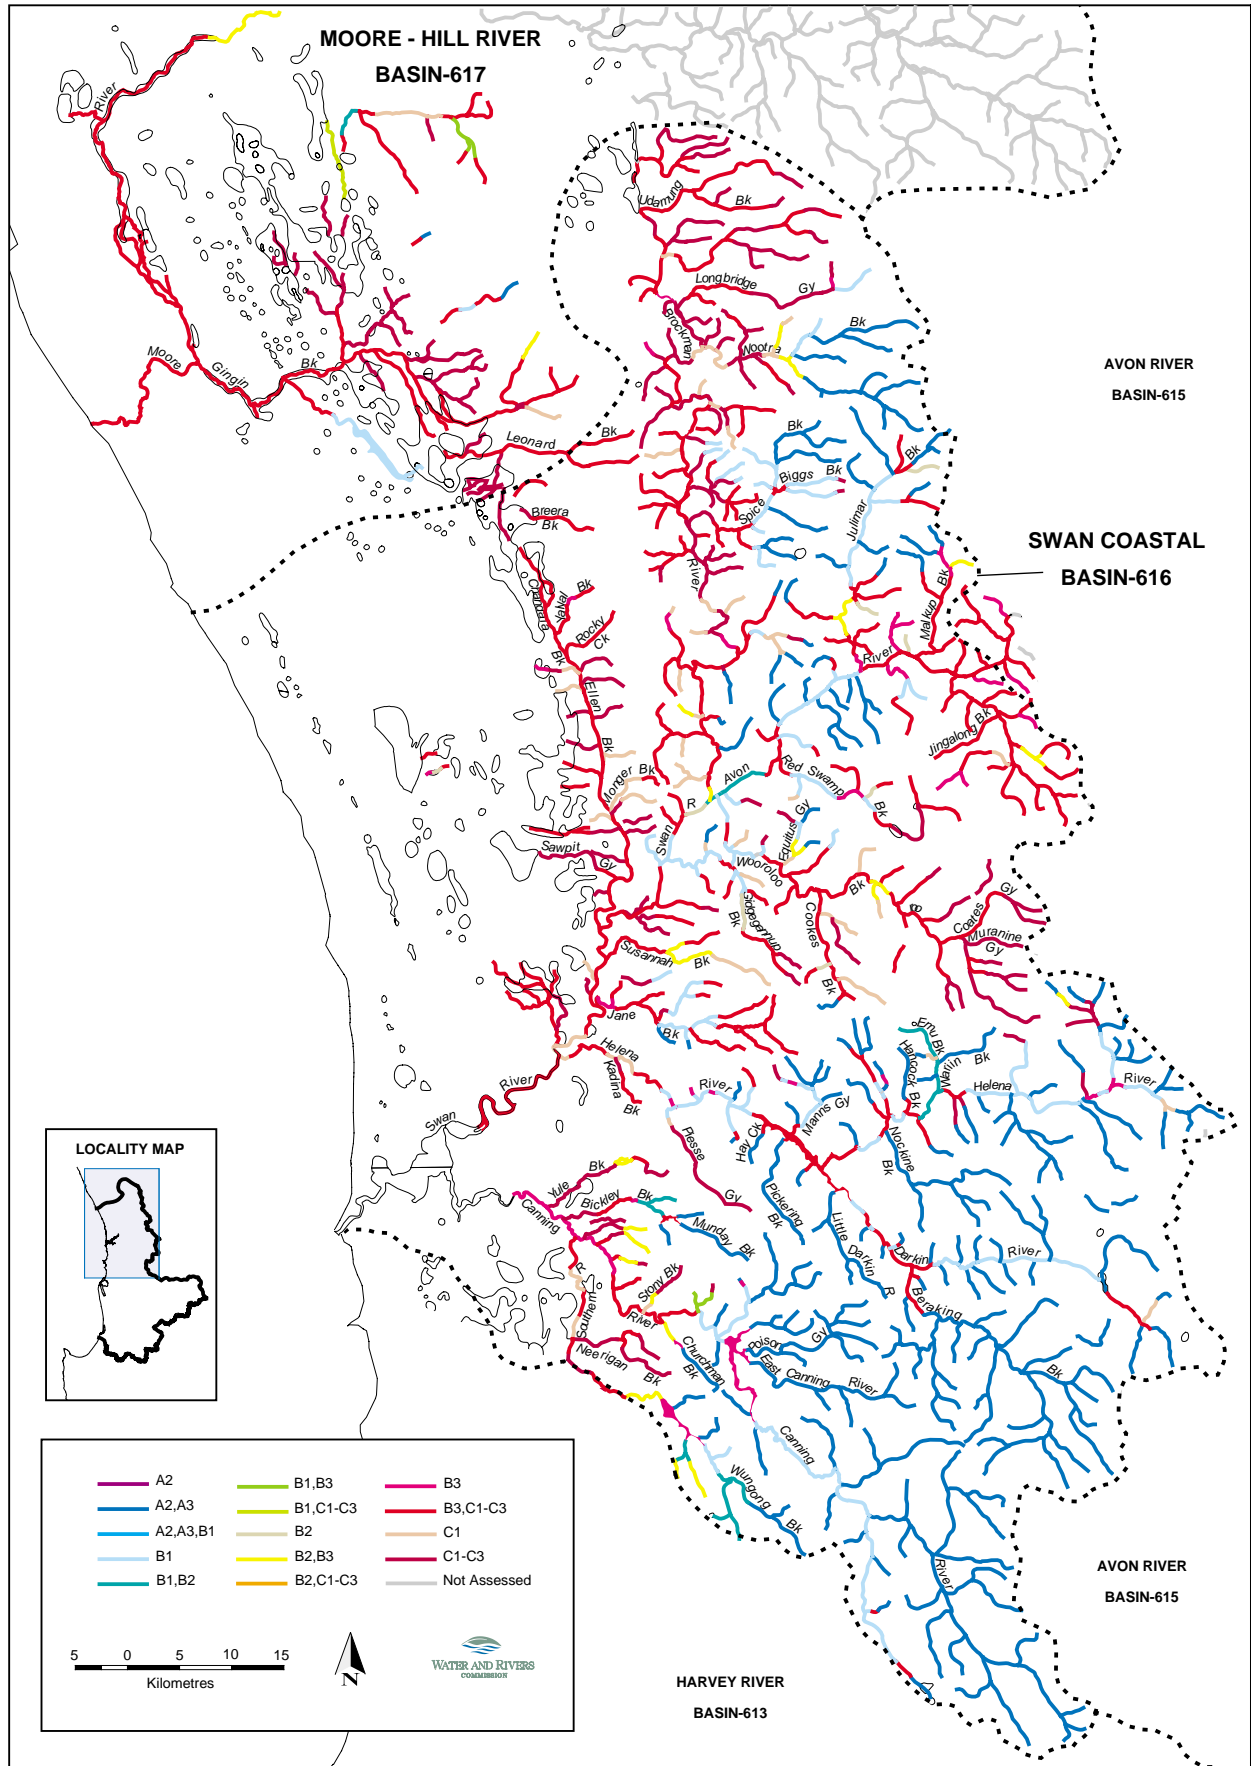 MOORE - HILL RIVER
BASIN-617
River
Udamung
Bk
Longbridge
Gy
Brockman
Wootra
Bk
AVON RIVER
BASIN-615
Moore
Gingin
Bk
Leonard
Bk
Bk
Biggs
Bk
Bk
Spice
Julimar
Breera
Bk
SWAN COASTAL
BASIN-616
River
Chandala
Bk
Yakal
Bk
Rocky
Ck
Malkup
Bk
River
Ellen
Bk
Jingalong
Bk
Monger
Bk
R
Avon
Red
Swamp
Bk
Equitus
Gy
Swan
Sawpit
Gy
Wooroloo
Bk
Gidgegannup
Bk
Cookes
Bk
Coates
Gy
Muranine
Gy
Susannah
Bk
Jane
Bk
Helena
Kadina
Bk
River
Swan
River
Emu
Bk
Hancock
Bk
Wariin
Bk
Helena
River
Manns
Gy
Hay
Ck
Piesse
Gy
Nockine
Bk
Pickering
Bk
Little
Darkin
R
Darkin
River
Beraking
Bk
LOCALITY MAP
Yule
Bk
Bickley
Bk
Canning
Munday
Bk
Stony
Bk
Southern
R
River
Neerigan
Bk
Churchman
Bk
Poison
Gy
East
Canning
River
Canning
Wungong
Bk
River
A2
A2,A3
A2,A3,B1
B1
B1,B2
B1,B3
B1,C1-C3
B2
B2,B3
B2,C1-C3
B3
B3,C1-C3
C1
C1-C3
Not Assessed
5 0 5 10 15
Kilometres
N
WATER AND RIVERS
COMMISSION
AVON RIVER
BASIN-615
HARVEY RIVER
BASIN-613